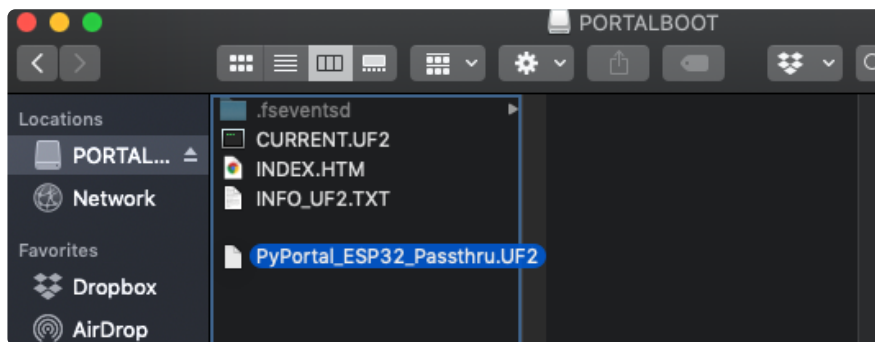 PORTALBOOT
Locations
PORTAL...
Network
Favorites
Dropbox
AirDrop
.fseventsd
CURRENT.UF2
INDEX.HTM
INFO_UF2.TXT
PyPortal_ESP32_Passthru.UF2